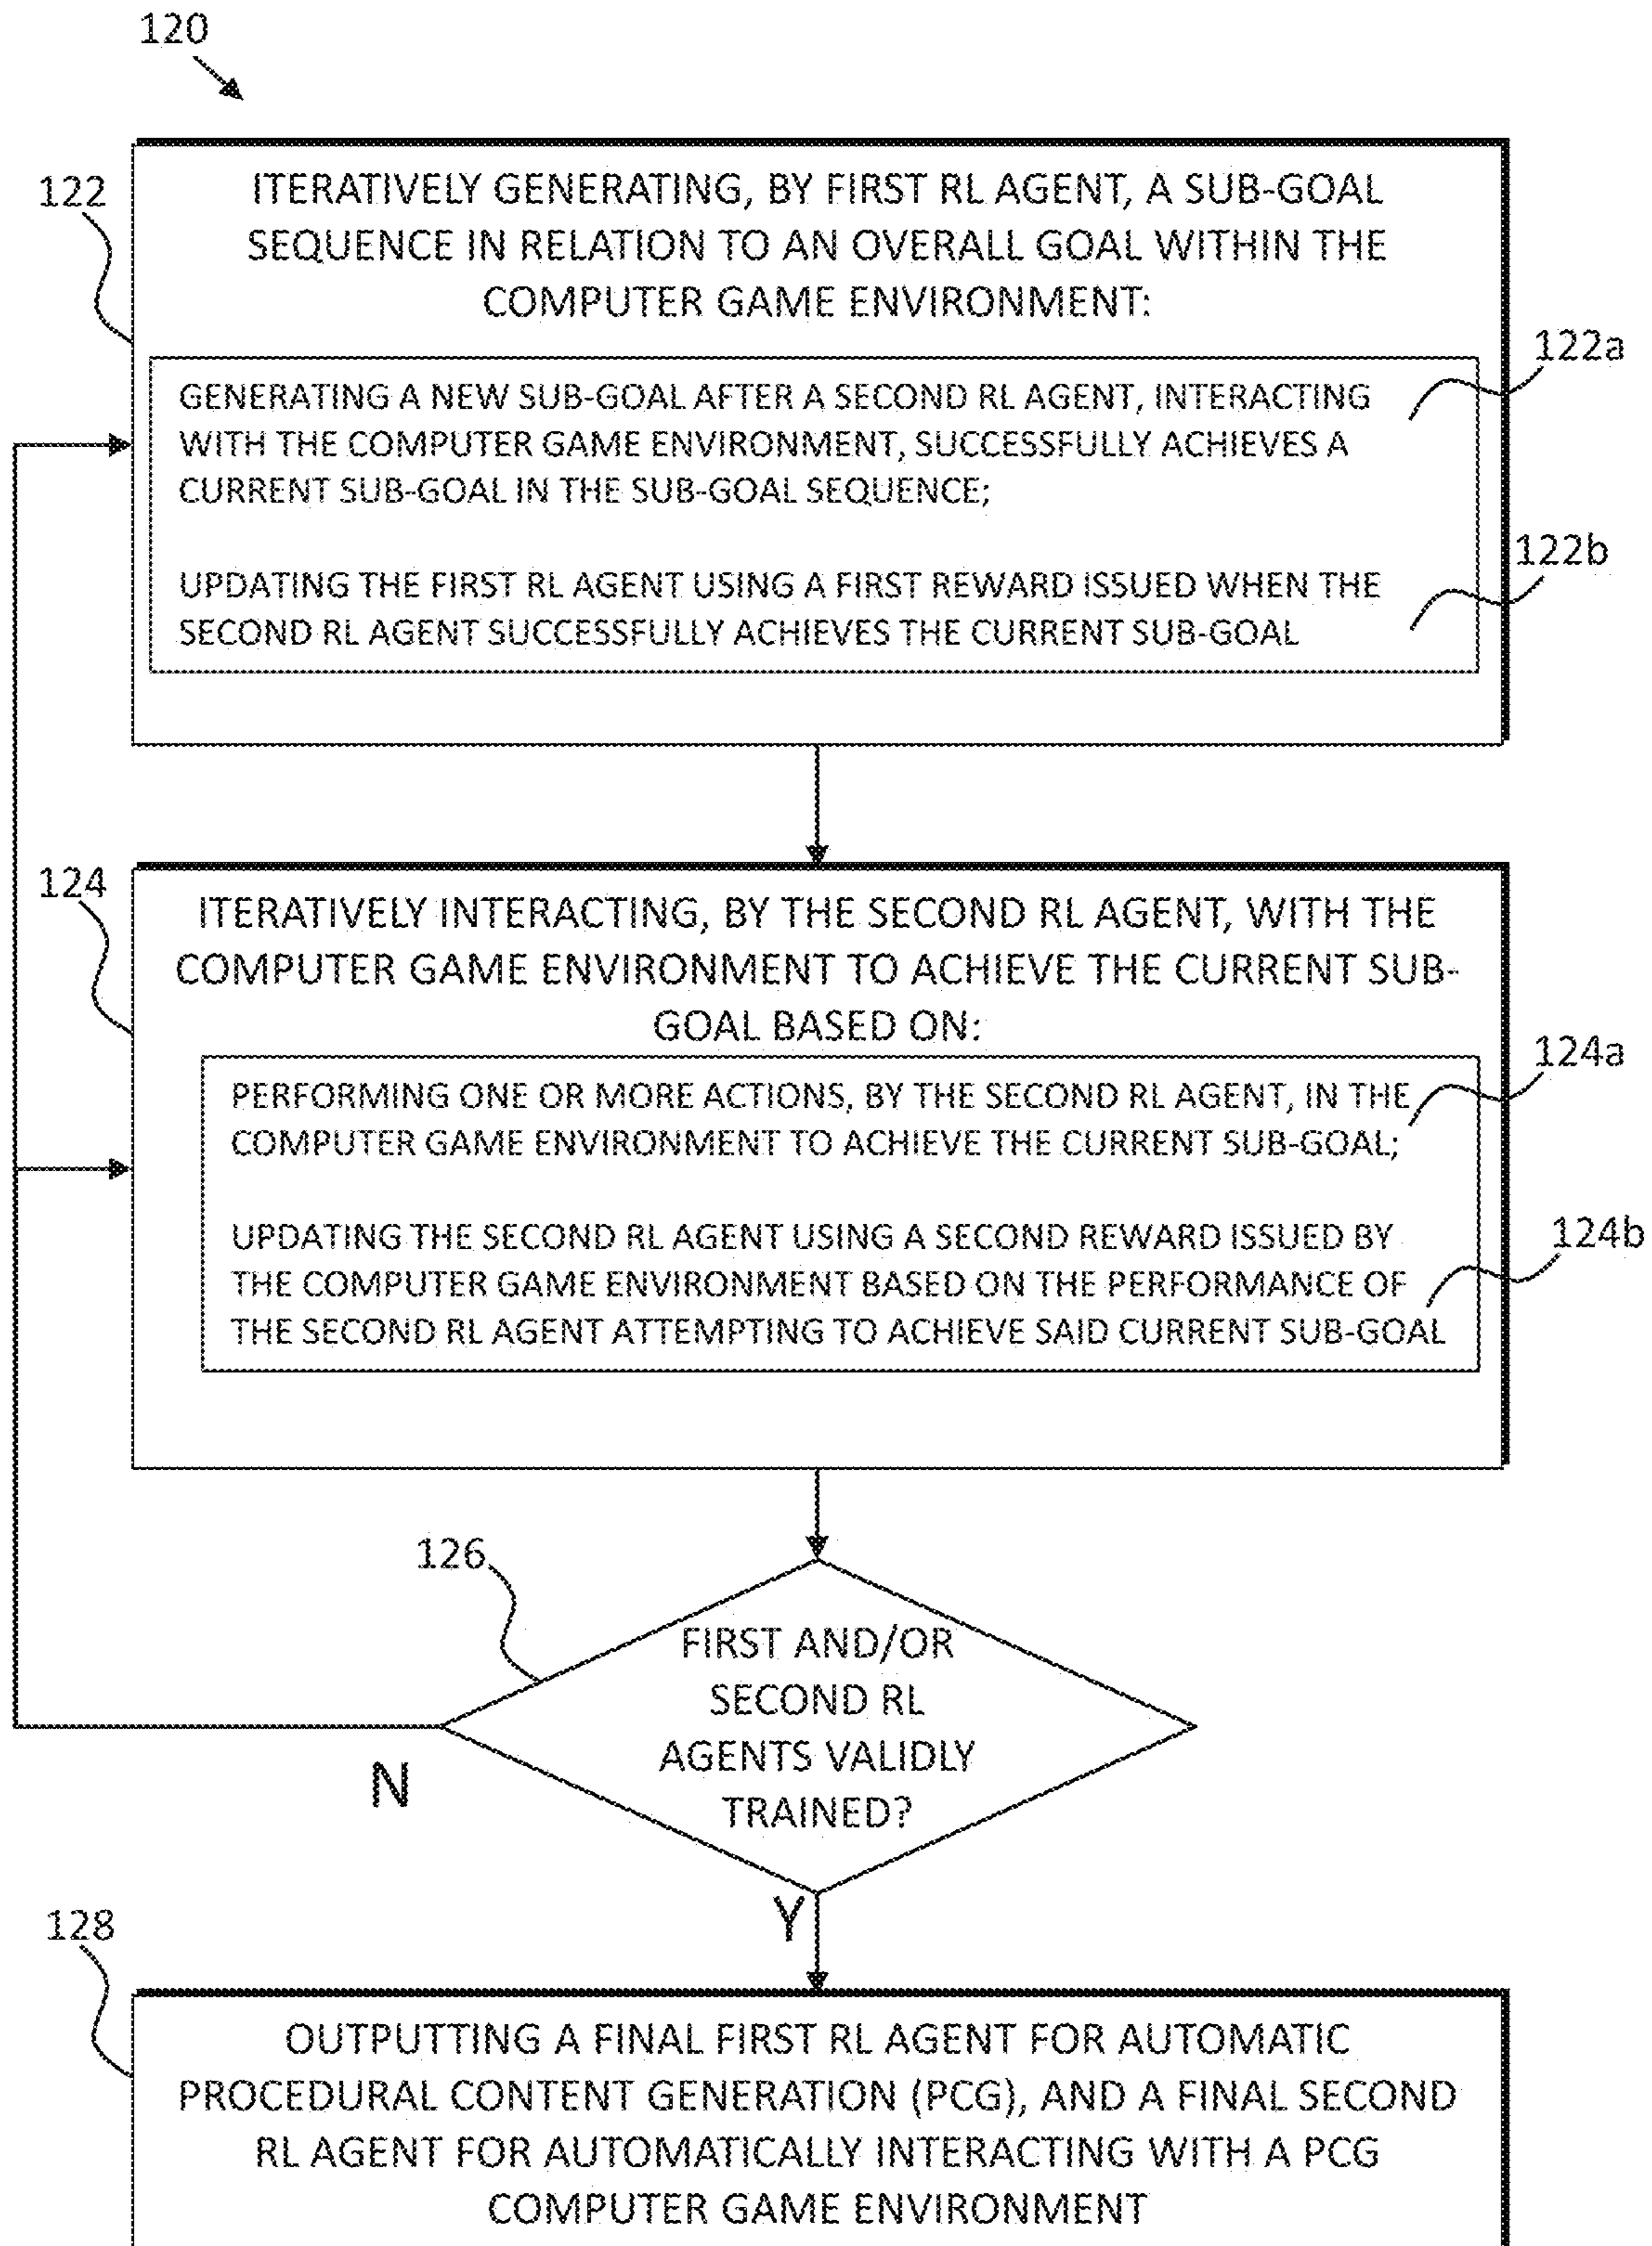 120
122
ITERATIVELY GENERATING, BY FIRST RL AGENT, A SUB-GOAL
SEQUENCE IN RELATION TO AN OVERALL GOAL WITHIN THE
COMPUTER GAME ENVIRONMENT:
122a
GENERATING A NEW SUB-GOAL AFTER A SECOND RL AGENT, INTERACTING
WITH THE COMPUTER GAME ENVIRONMENT, SUCCESSFULLY ACHIEVES A
CURRENT SUB-GOAL IN THE SUB-GOAL SEQUENCE;
122b
UPDATING THE FIRST RL AGENT USING A FIRST REWARD ISSUED WHEN THE
SECOND RL AGENT SUCCESSFULLY ACHIEVES THE CURRENT SUB-GOAL
124
ITERATIVELY INTERACTING, BY THE SECOND RL AGENT, WITH THE
COMPUTER GAME ENVIRONMENT TO ACHIEVE THE CURRENT SUB-
GOAL BASED ON:
124a
PERFORMING ONE OR MORE ACTIONS, BY THE SECOND RL AGENT, IN THE
COMPUTER GAME ENVIRONMENT TO ACHIEVE THE CURRENT SUB-GOAL;
124b
UPDATING THE SECOND RL AGENT USING A SECOND REWARD ISSUED BY
THE COMPUTER GAME ENVIRONMENT BASED ON THE PERFORMANCE OF
THE SECOND RL AGENT ATTEMPTING TO ACHIEVE SAID CURRENT SUB-GOAL
126
FIRST AND/OR
SECOND RL
AGENTS VALIDLY
TRAINED?
N
Y
128
OUTPUTTING A FINAL FIRST RL AGENT FOR AUTOMATIC
PROCEDURAL CONTENT GENERATION (PCG), AND A FINAL SECOND
RL AGENT FOR AUTOMATICALLY INTERACTING WITH A PCG
COMPUTER GAME ENVIRONMENT